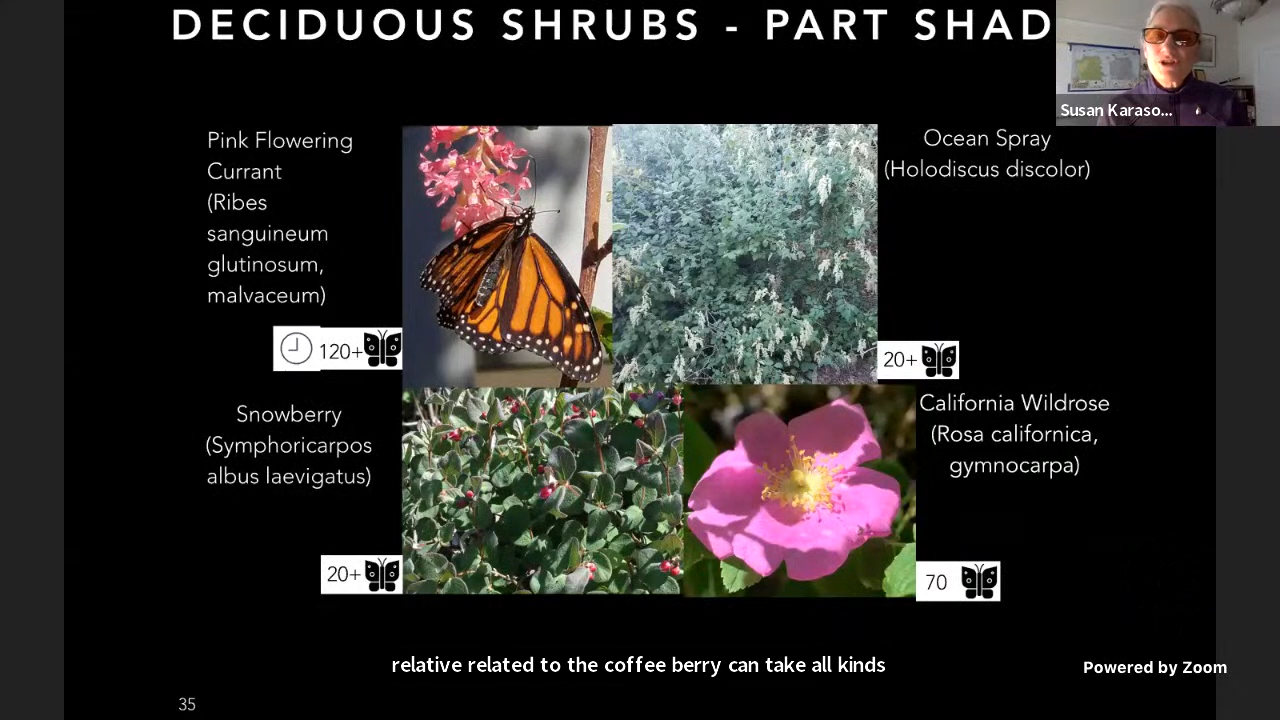 DECIDUOUS SHRUBS - PART SHAD
Susan Karaso...
Pink Flowering
Currant
(Ribes
sanguineum
glutinosum,
malvaceum)
120+
Ocean Spray
(Holodiscus discolor)
20+
Snowberry
(Symphoricarpos
albus laevigatus)
20+
California Wildrose
(Rosa californica,
gymnocarpa)
70
relative related to the coffee berry can take all kinds
Powered by Zoom
35